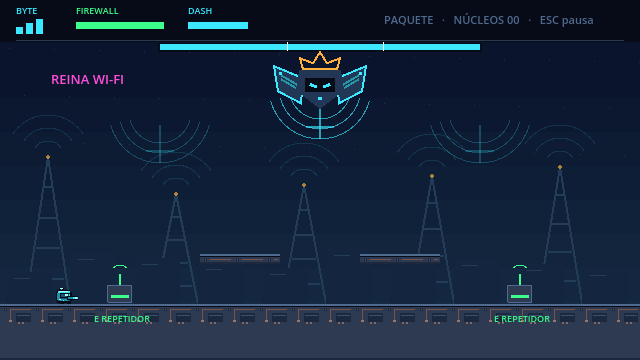 BYTE FIREWALL DASH
PAQUETE · NÚCLEOS 00 · ESC pausa
REINA WI-FI
E REPETIDOR E REPETIDOR